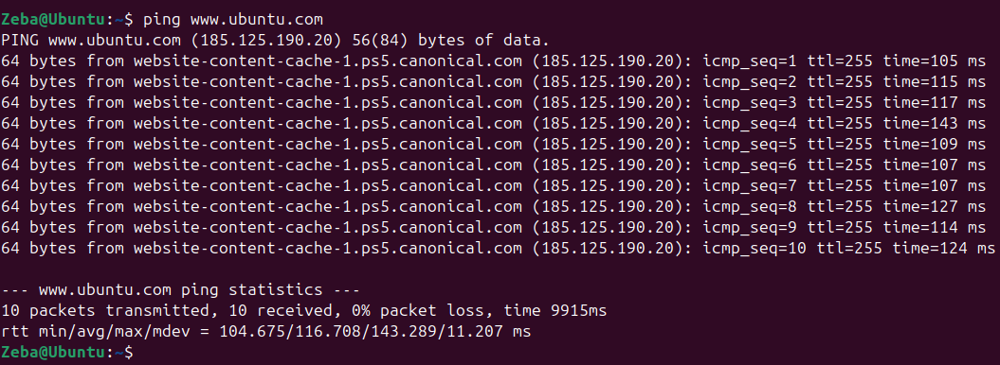 Zeba@Ubuntu:~$ ping www.ubuntu.com
PING www.ubuntu.com (185.125.190.20) 56(84) bytes of data.
64 bytes from website-content-cache-1.ps5.canonical.com (185.125.190.20): icmp_seq=1 ttl=255 time=105 ms
64 bytes from website-content-cache-1.ps5.canonical.com (185.125.190.20): icmp_seq=2 ttl=255 time=115 ms
64 bytes from website-content-cache-1.ps5.canonical.com (185.125.190.20): icmp_seq=3 ttl=255 time=117 ms
64 bytes from website-content-cache-1.ps5.canonical.com (185.125.190.20): icmp_seq=4 ttl=255 time=143 ms
64 bytes from website-content-cache-1.ps5.canonical.com (185.125.190.20): icmp_seq=5 ttl=255 time=109 ms
64 bytes from website-content-cache-1.ps5.canonical.com (185.125.190.20): icmp_seq=6 ttl=255 time=107 ms
64 bytes from website-content-cache-1.ps5.canonical.com (185.125.190.20): icmp_seq=7 ttl=255 time=107 ms
64 bytes from website-content-cache-1.ps5.canonical.com (185.125.190.20): icmp_seq=8 ttl=255 time=127 ms
64 bytes from website-content-cache-1.ps5.canonical.com (185.125.190.20): icmp_seq=9 ttl=255 time=114 ms
64 bytes from website-content-cache-1.ps5.canonical.com (185.125.190.20): icmp_seq=10 ttl=255 time=124 ms
--- www.ubuntu.com ping statistics ---
10 packets transmitted, 10 received, 0% packet loss, time 9915ms
rtt min/avg/max/mdev = 104.675/116.708/143.289/11.207 ms
Zeba@Ubuntu:~$